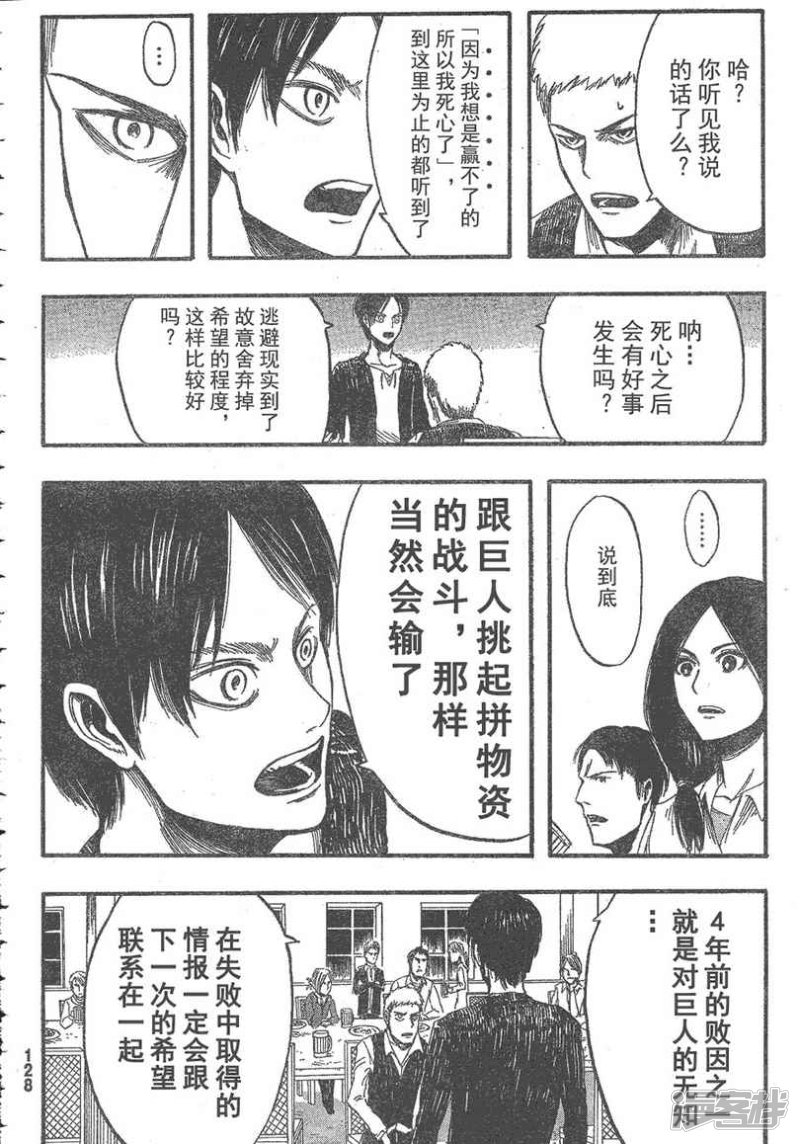 哈？
你听见我说
的话了么？
「因为我想是赢不了的
所以我死心了」，
到这里为止的都听到了
…
呐…
死心之后
会有好事
发生吗？
逃避现实到了
故意舍弃掉
希望的程度，
这样比较好
吗？
……
说到底
跟巨人挑起拼物资
的战斗，那样
当然会输了
4年前的败因之一
就是对巨人的无知
…
在失败中取得的
情报一定会跟
下一次的希望
联系在一起
128